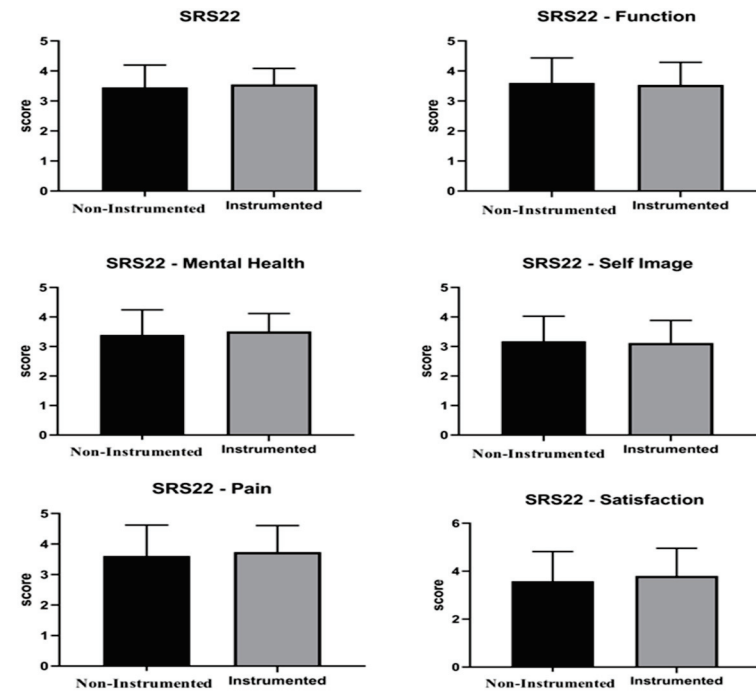 SRS22
5
4
3
2
1
0
score
Non-Instrumented Instrumented
SRS22 - Function
5
4
3
2
1
0
score
Non-Instrumented Instrumented
SRS22 - Mental Health
5
4
3
2
1
0
score
Non-Instrumented Instrumented
SRS22 - Self Image
5
4
3
2
1
0
score
Non-Instrumented Instrumented
SRS22 - Pain
5
4
3
2
1
0
score
Non-Instrumented Instrumented
SRS22 - Satisfaction
6
4
2
0
score
Non-Instrumented Instrumented